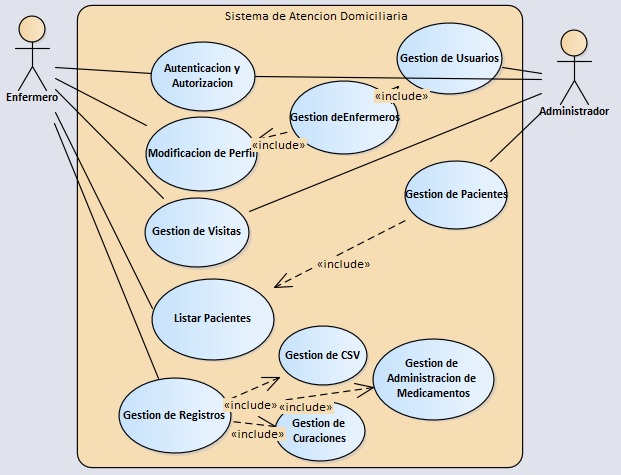 Sistema de Atencion Domiciliaria
Enfermero
Administrador
Autenticacion y
Autorizacion
Gestion de Usuarios
Gestion deEnfermeros
«include»
«include»
Modificacion de Perfil
Gestion de Visitas
Gestion de Pacientes
«include»
Listar Pacientes
Gestion de CSV
Gestion de
Administracion de
Medicamentos
Gestion de Registros
«include»
«include»
«include»
Gestion de
Curaciones